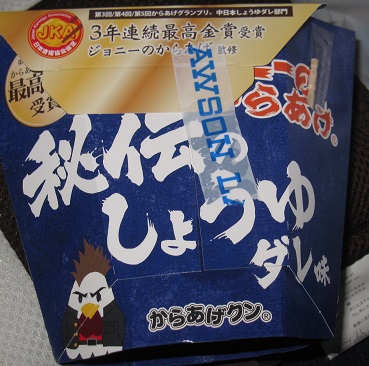 第3回/第4回/第5回からあげグランプリ。中日本しょうゆダレ部門
JKA
3年連続最高金賞受賞
ジョニーのからあげ 監修
最高
受賞
AWSON
らあげ®
秘伝の
しょうゆ
ダレ味
からあげクン®